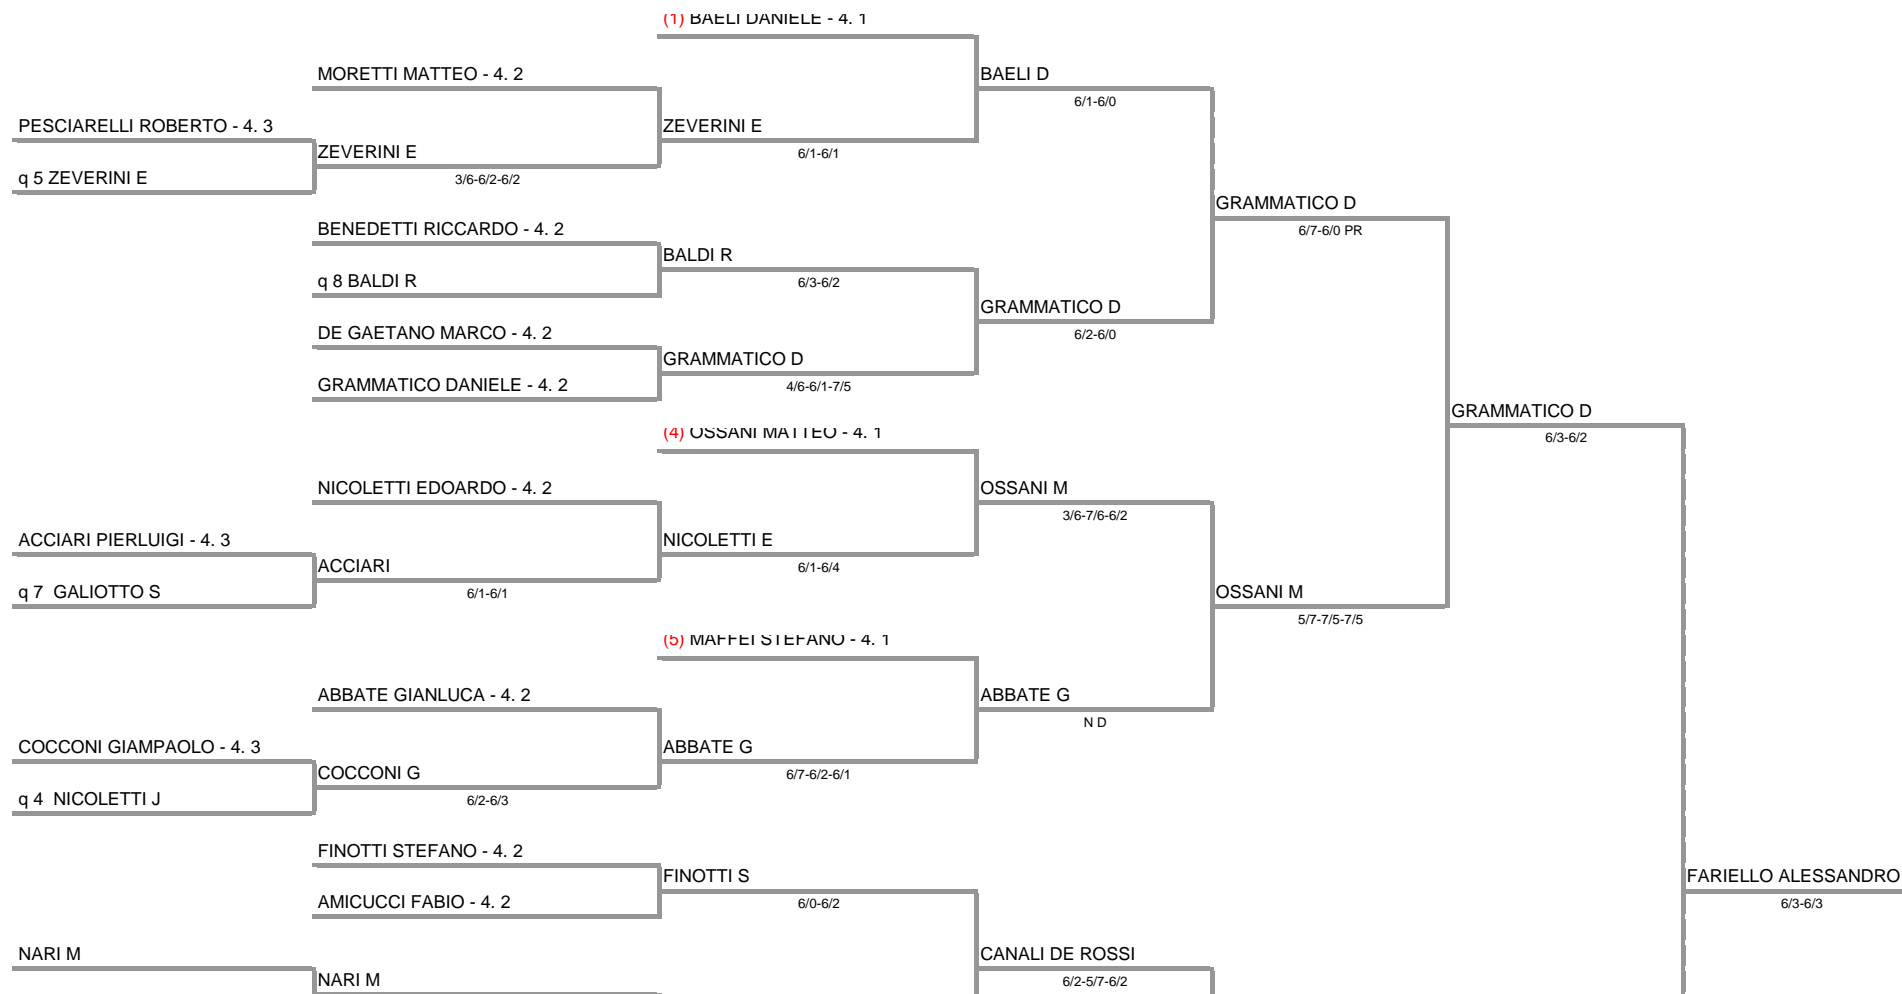 (1) BAELI DANIELE - 4. 1
MORETTI MATTEO - 4. 2
BAELI D
6/1-6/0
PESCIARELLI ROBERTO - 4. 3
ZEVERINI E
6/1-6/1
ZEVERINI E
3/6-6/2-6/2
q 5 ZEVERINI E
GRAMMATICO D
6/7-6/0 PR
BENEDETTI RICCARDO - 4. 2
BALDI R
6/3-6/2
q 8 BALDI R
GRAMMATICO D
6/2-6/0
DE GAETANO MARCO - 4. 2
GRAMMATICO D
4/6-6/1-7/5
GRAMMATICO DANIELE - 4. 2
GRAMMATICO D
6/3-6/2
(4) OSSANI MATTEO - 4. 1
NICOLETTI EDOARDO - 4. 2
OSSANI M
3/6-7/6-6/2
ACCIARI PIERLUIGI - 4. 3
NICOLETTI E
6/1-6/4
ACCIARI
6/1-6/1
q 7 GALIOTTO S
OSSANI M
5/7-7/5-7/5
(5) MAFFEI STEFANO - 4. 1
ABBATE GIANLUCA - 4. 2
ABBATE G
N D
COCCONI GIAMPAOLO - 4. 3
ABBATE G
6/7-6/2-6/1
COCCONI G
6/2-6/3
q 4 NICOLETTI J
FINOTTI STEFANO - 4. 2
FINOTTI S
6/0-6/2
FARIELLO ALESSANDRO
6/3-6/3
AMICUCCI FABIO - 4. 2
NARI M
CANALI DE ROSSI
6/2-5/7-6/2
NARI M